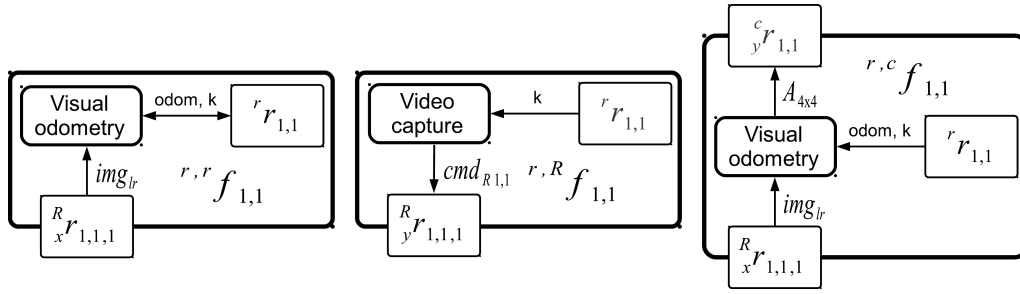 Visual
odometry
odom, k
r r 1,1
img lr
r,r f 1,1
R x r 1,1,1
Video
capture
k
r r 1,1
cmd R 1,1
r,R f 1,1
R y r 1,1,1
c y r 1,1
r,c f 1,1
A 4x4
Visual
odometry
odom, k
r r 1,1
img lr
R x r 1,1,1